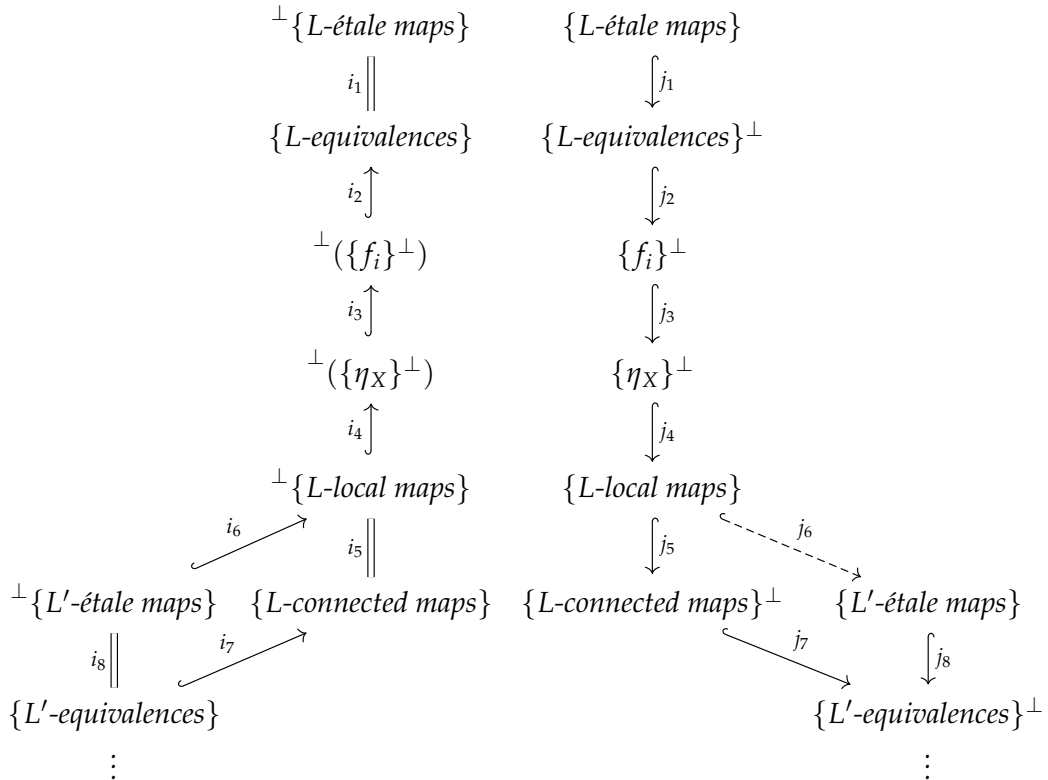 ⊥{L-étale maps} {L-étale maps}
i₁ j₁
{L-equivalences} {L-equivalences}⊥
i₂ j₂
⊥({fᵢ}⊥) {fᵢ}⊥
i₃ j₃
⊥({η_X}⊥) {η_X}⊥
i₄ j₄
⊥{L-local maps} {L-local maps}
i₆ i₅ j₅ j₆
⊥{L′-étale maps} {L-connected maps} {L-connected maps}⊥ {L′-étale maps}
i₈ i₇ j₇ j₈
{L′-equivalences} {L′-equivalences}⊥
⋮ ⋮